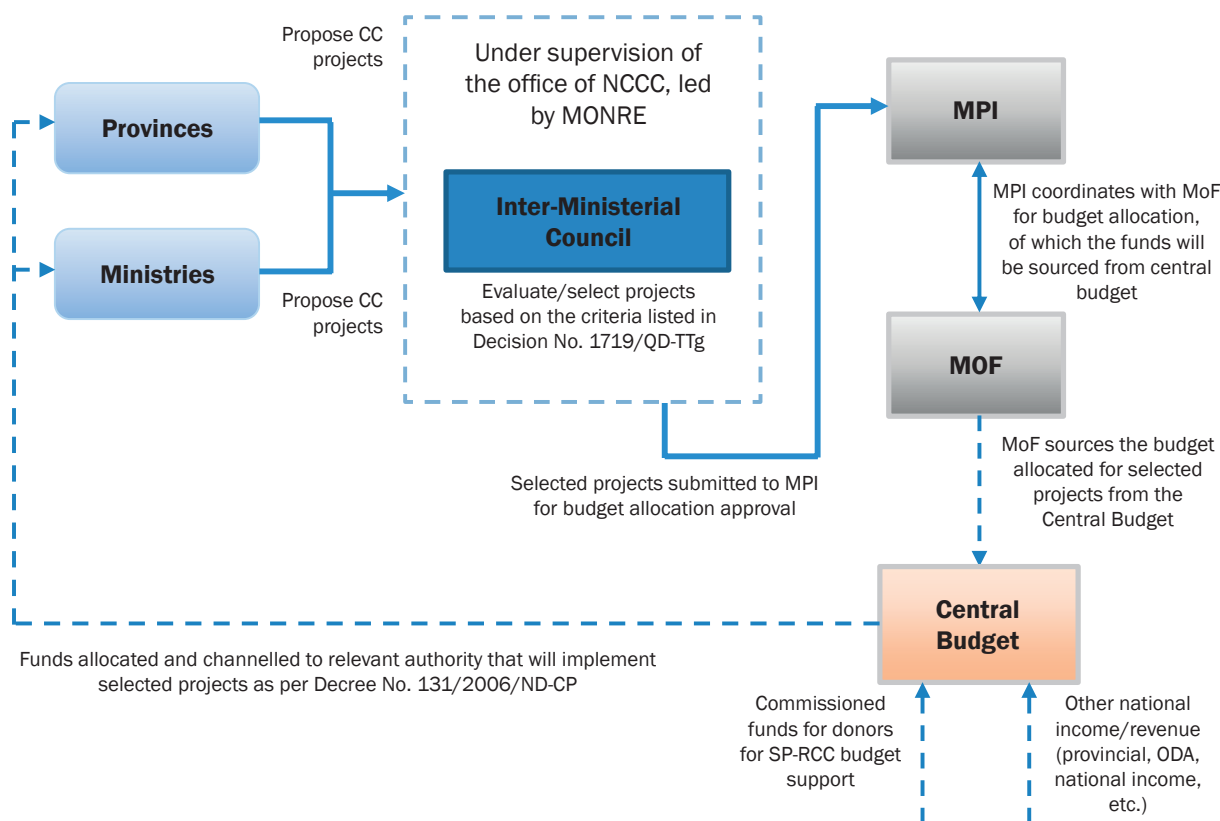 Propose CC
projects
Provinces
Ministries
Propose CC
projects
Under supervision of
the office of NCCC, led
by MONRE
Inter-Ministerial
Council
Evaluate/select projects
based on the criteria listed in
Decision No. 1719/QD-TTg
MPI
MPI coordinates with MoF
for budget allocation,
of which the funds will
be sourced from central
budget
MOF
Selected projects submitted to MPI
for budget allocation approval
MoF sources the budget
allocated for selected
projects from the
Central Budget
Central
Budget
Funds allocated and channelled to relevant authority that will implement
selected projects as per Decree No. 131/2006/ND-CP
Commissioned
funds for donors
for SP-RCC budget
support
Other national
income/revenue
(provincial, ODA,
national income,
etc.)